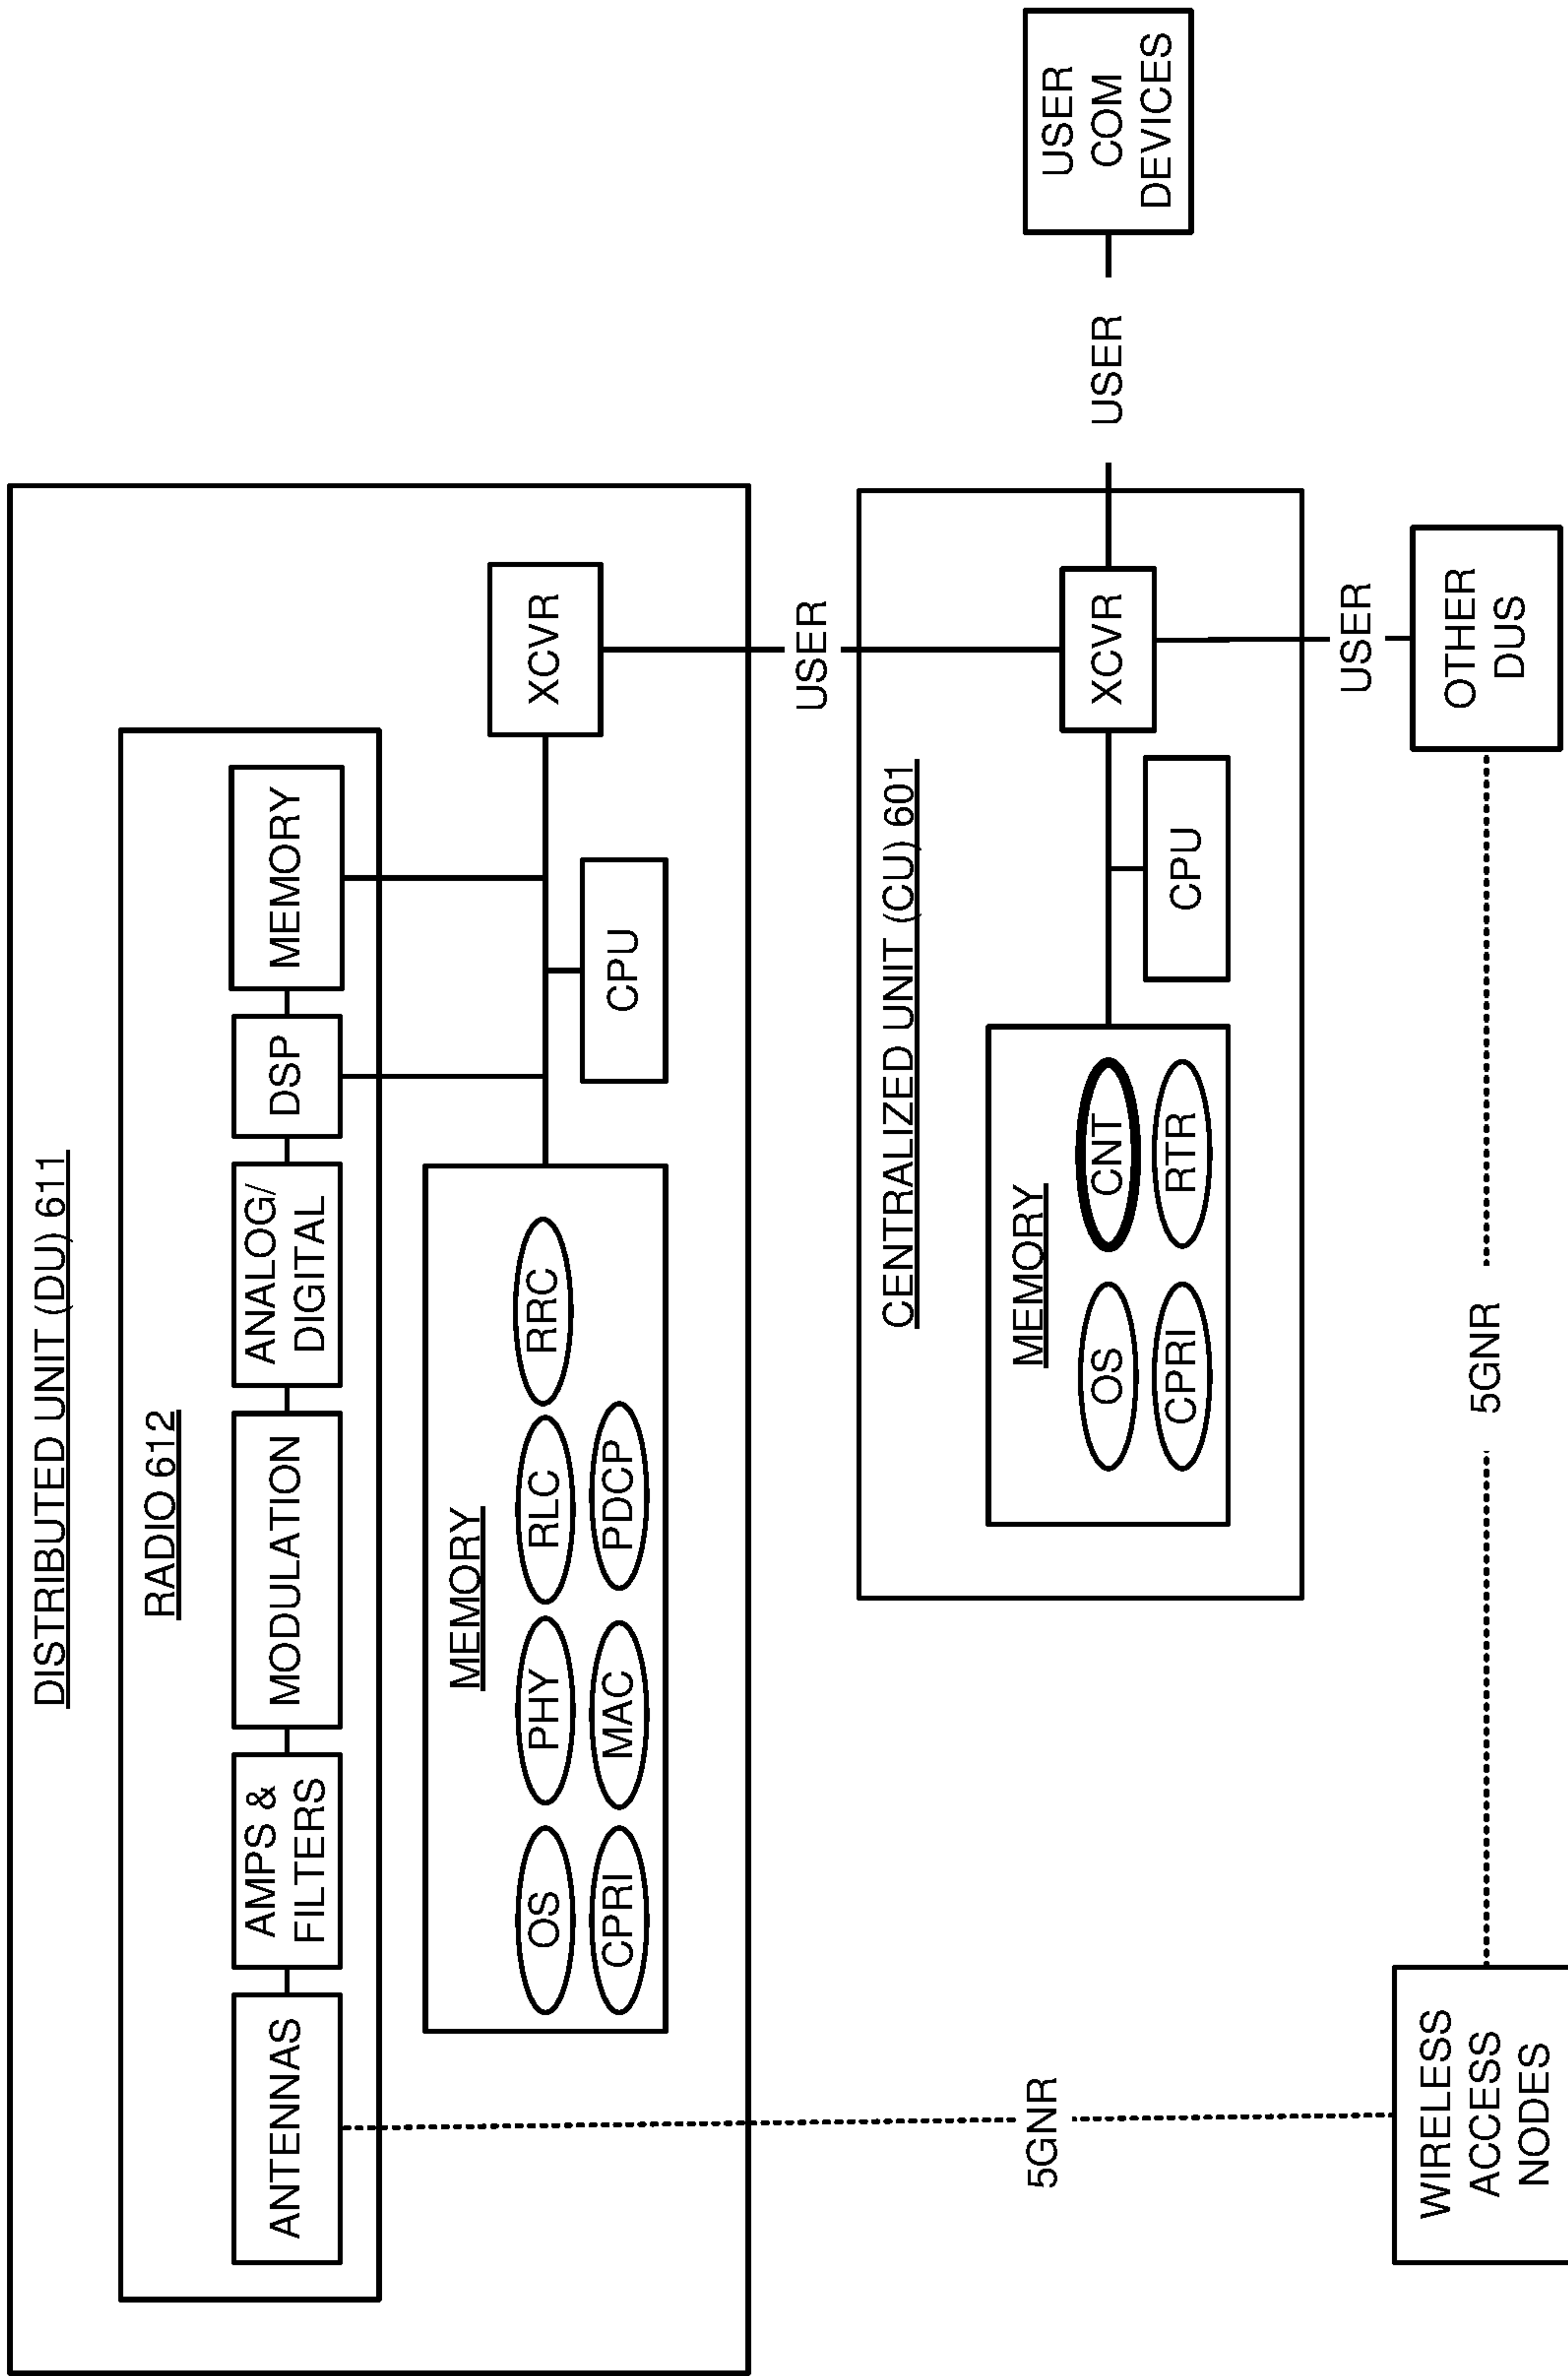 DISTRIBUTED UNIT (DU) 611
RADIO 612
ANTENNAS
AMPS &
FILTERS
MODULATION
ANALOG/
DIGITAL
DSP
MEMORY
MEMORY
OS
PHY
RLC
RRC
CPRI
MAC
PDCP
CPU
XCVR
USER
5GNR
CENTRALIZED UNIT (CU) 601
MEMORY
OS
CNT
CPRI
RTR
CPU
XCVR
USER
USER
COM
DEVICES
USER
WIRELESS
ACCESS
NODES
5GNR
OTHER
DUS